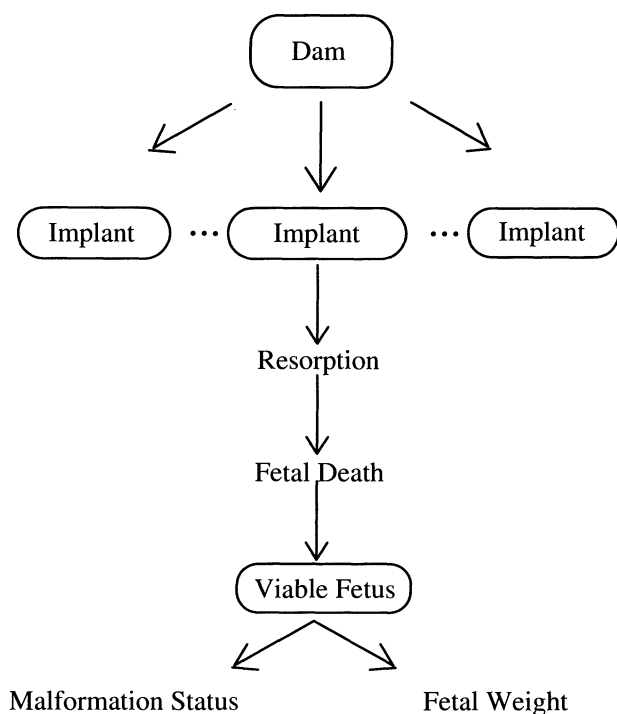 Dam
Implant ... Implant ... Implant
Resorption
Fetal Death
Viable Fetus
Malformation Status Fetal Weight